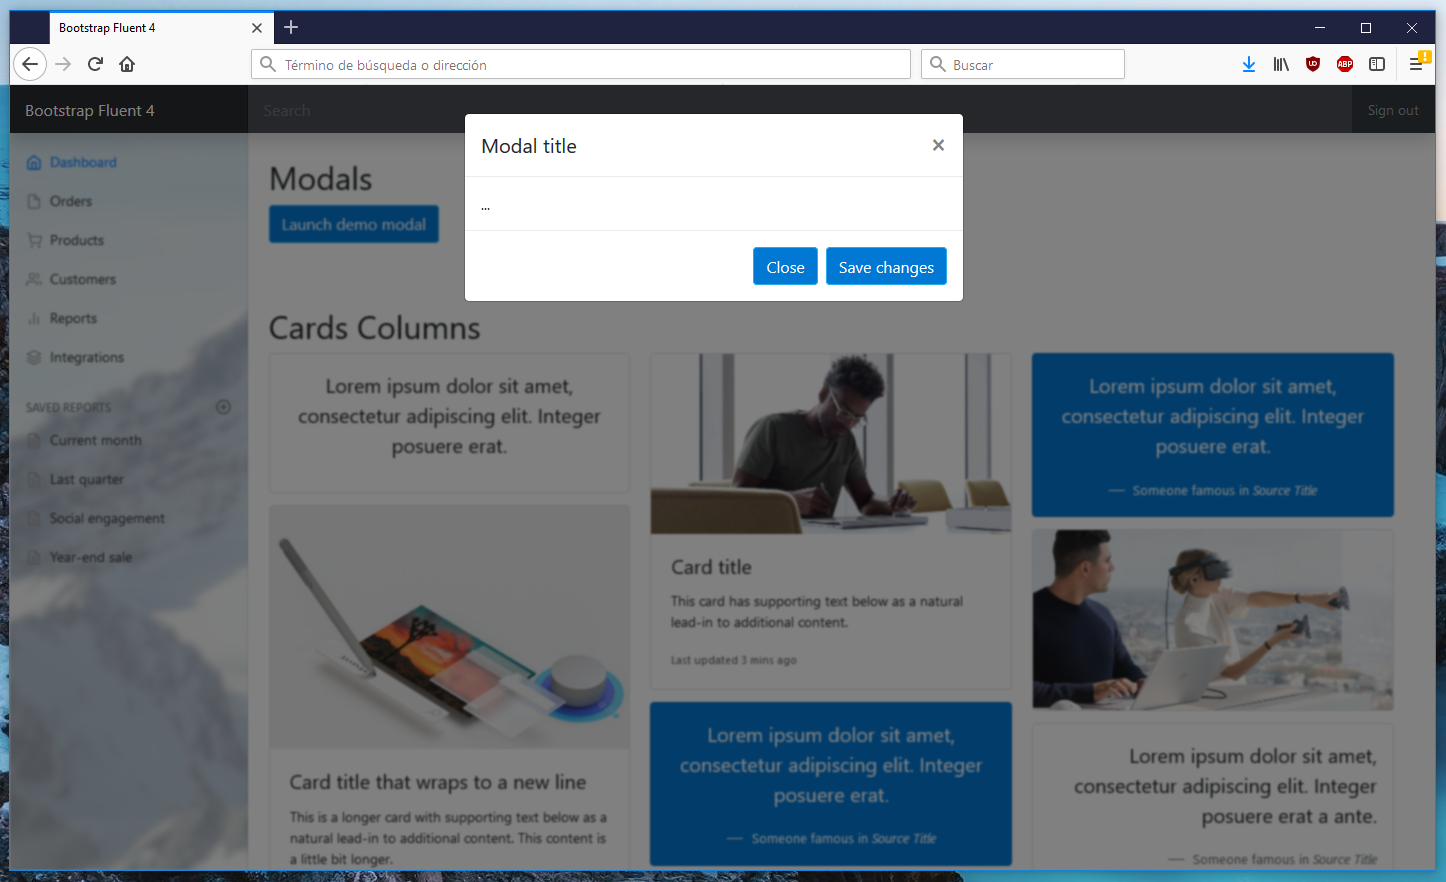 Bootstrap Fluent 4
Término de búsqueda o dirección
Buscar
UO
ABP
Bootstrap Fluent 4
Search
Sign out
Modal title
×
...
Close
Save changes
Dashboard
Orders
Products
Customers
Reports
Integrations
SAVED REPORTS
Current month
Last quarter
Social engagement
Year-end sale
Modals
Launch demo modal
Cards Columns
Lorem ipsum dolor sit amet,
consectetur adipiscing elit. Integer
posuere erat.
Card title that wraps to a new line
This is a longer card with supporting text below as a
natural lead-in to additional content. This content is
a little bit longer.
Card title
This card has supporting text below as a natural
lead-in to additional content.
Last updated 3 mins ago
Lorem ipsum dolor sit amet,
consectetur adipiscing elit. Integer
posuere erat.
— Someone famous in Source Title
Lorem ipsum dolor sit amet,
consectetur adipiscing elit. Integer
posuere erat.
— Someone famous in Source Title
Lorem ipsum dolor sit amet,
consectetur adipiscing elit. Integer
posuere erat a ante.
— Someone famous in Source Title